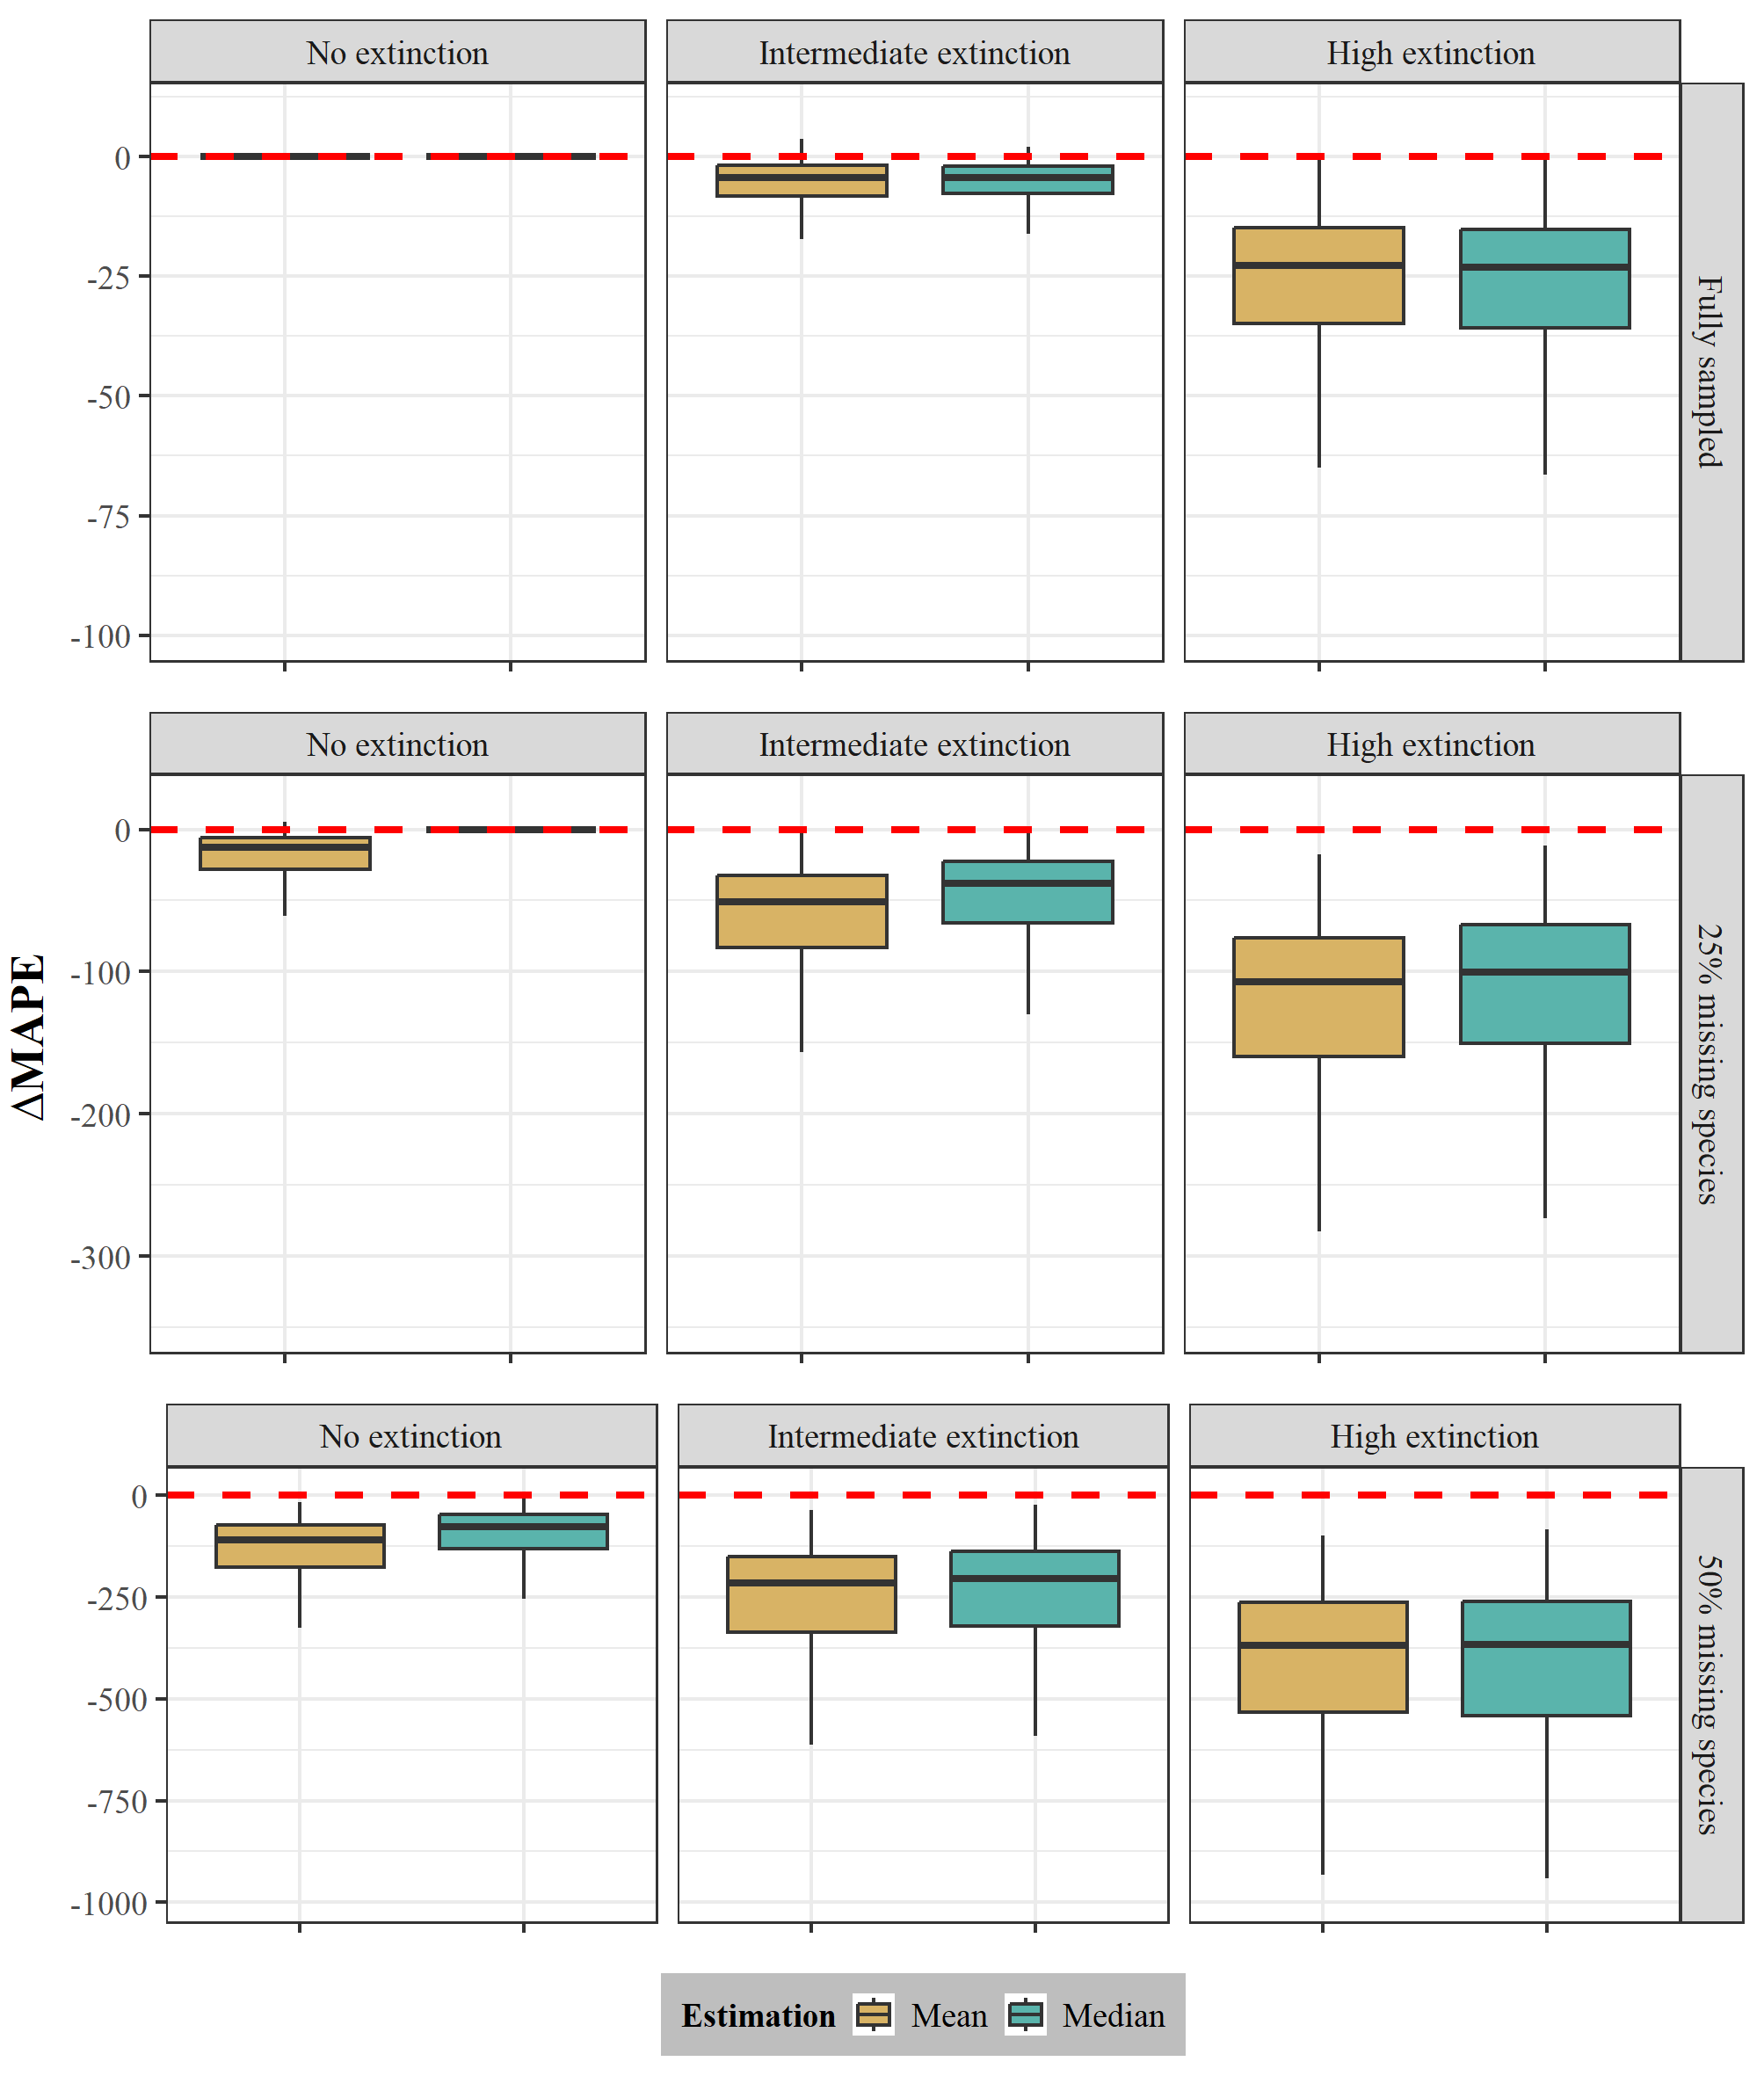 No extinction
Intermediate extinction
High extinction
0
-25
-50
-75
-100
Fully sampled
No extinction
Intermediate extinction
High extinction
0
-100
-200
-300
25% missing species
ΔMAPE
No extinction
Intermediate extinction
High extinction
0
-250
-500
-750
-1000
50% missing species
Estimation Mean Median